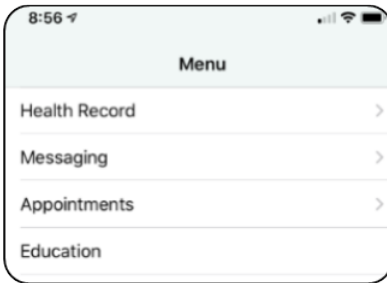 8:56
Menu
Health Record
Messaging
Appointments
Education